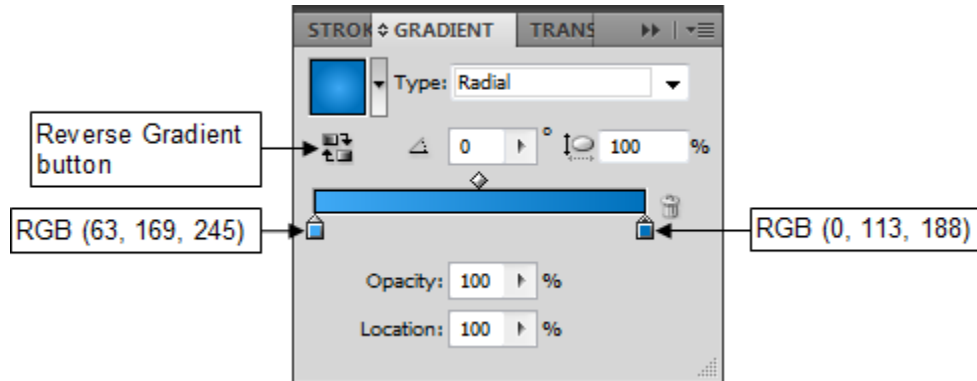 STROK GRADIENT TRANS
Type: Radial
Reverse Gradient
button
0 ° 100 %
RGB (63, 169, 245)
RGB (0, 113, 188)
Opacity: 100 %
Location: 100 %